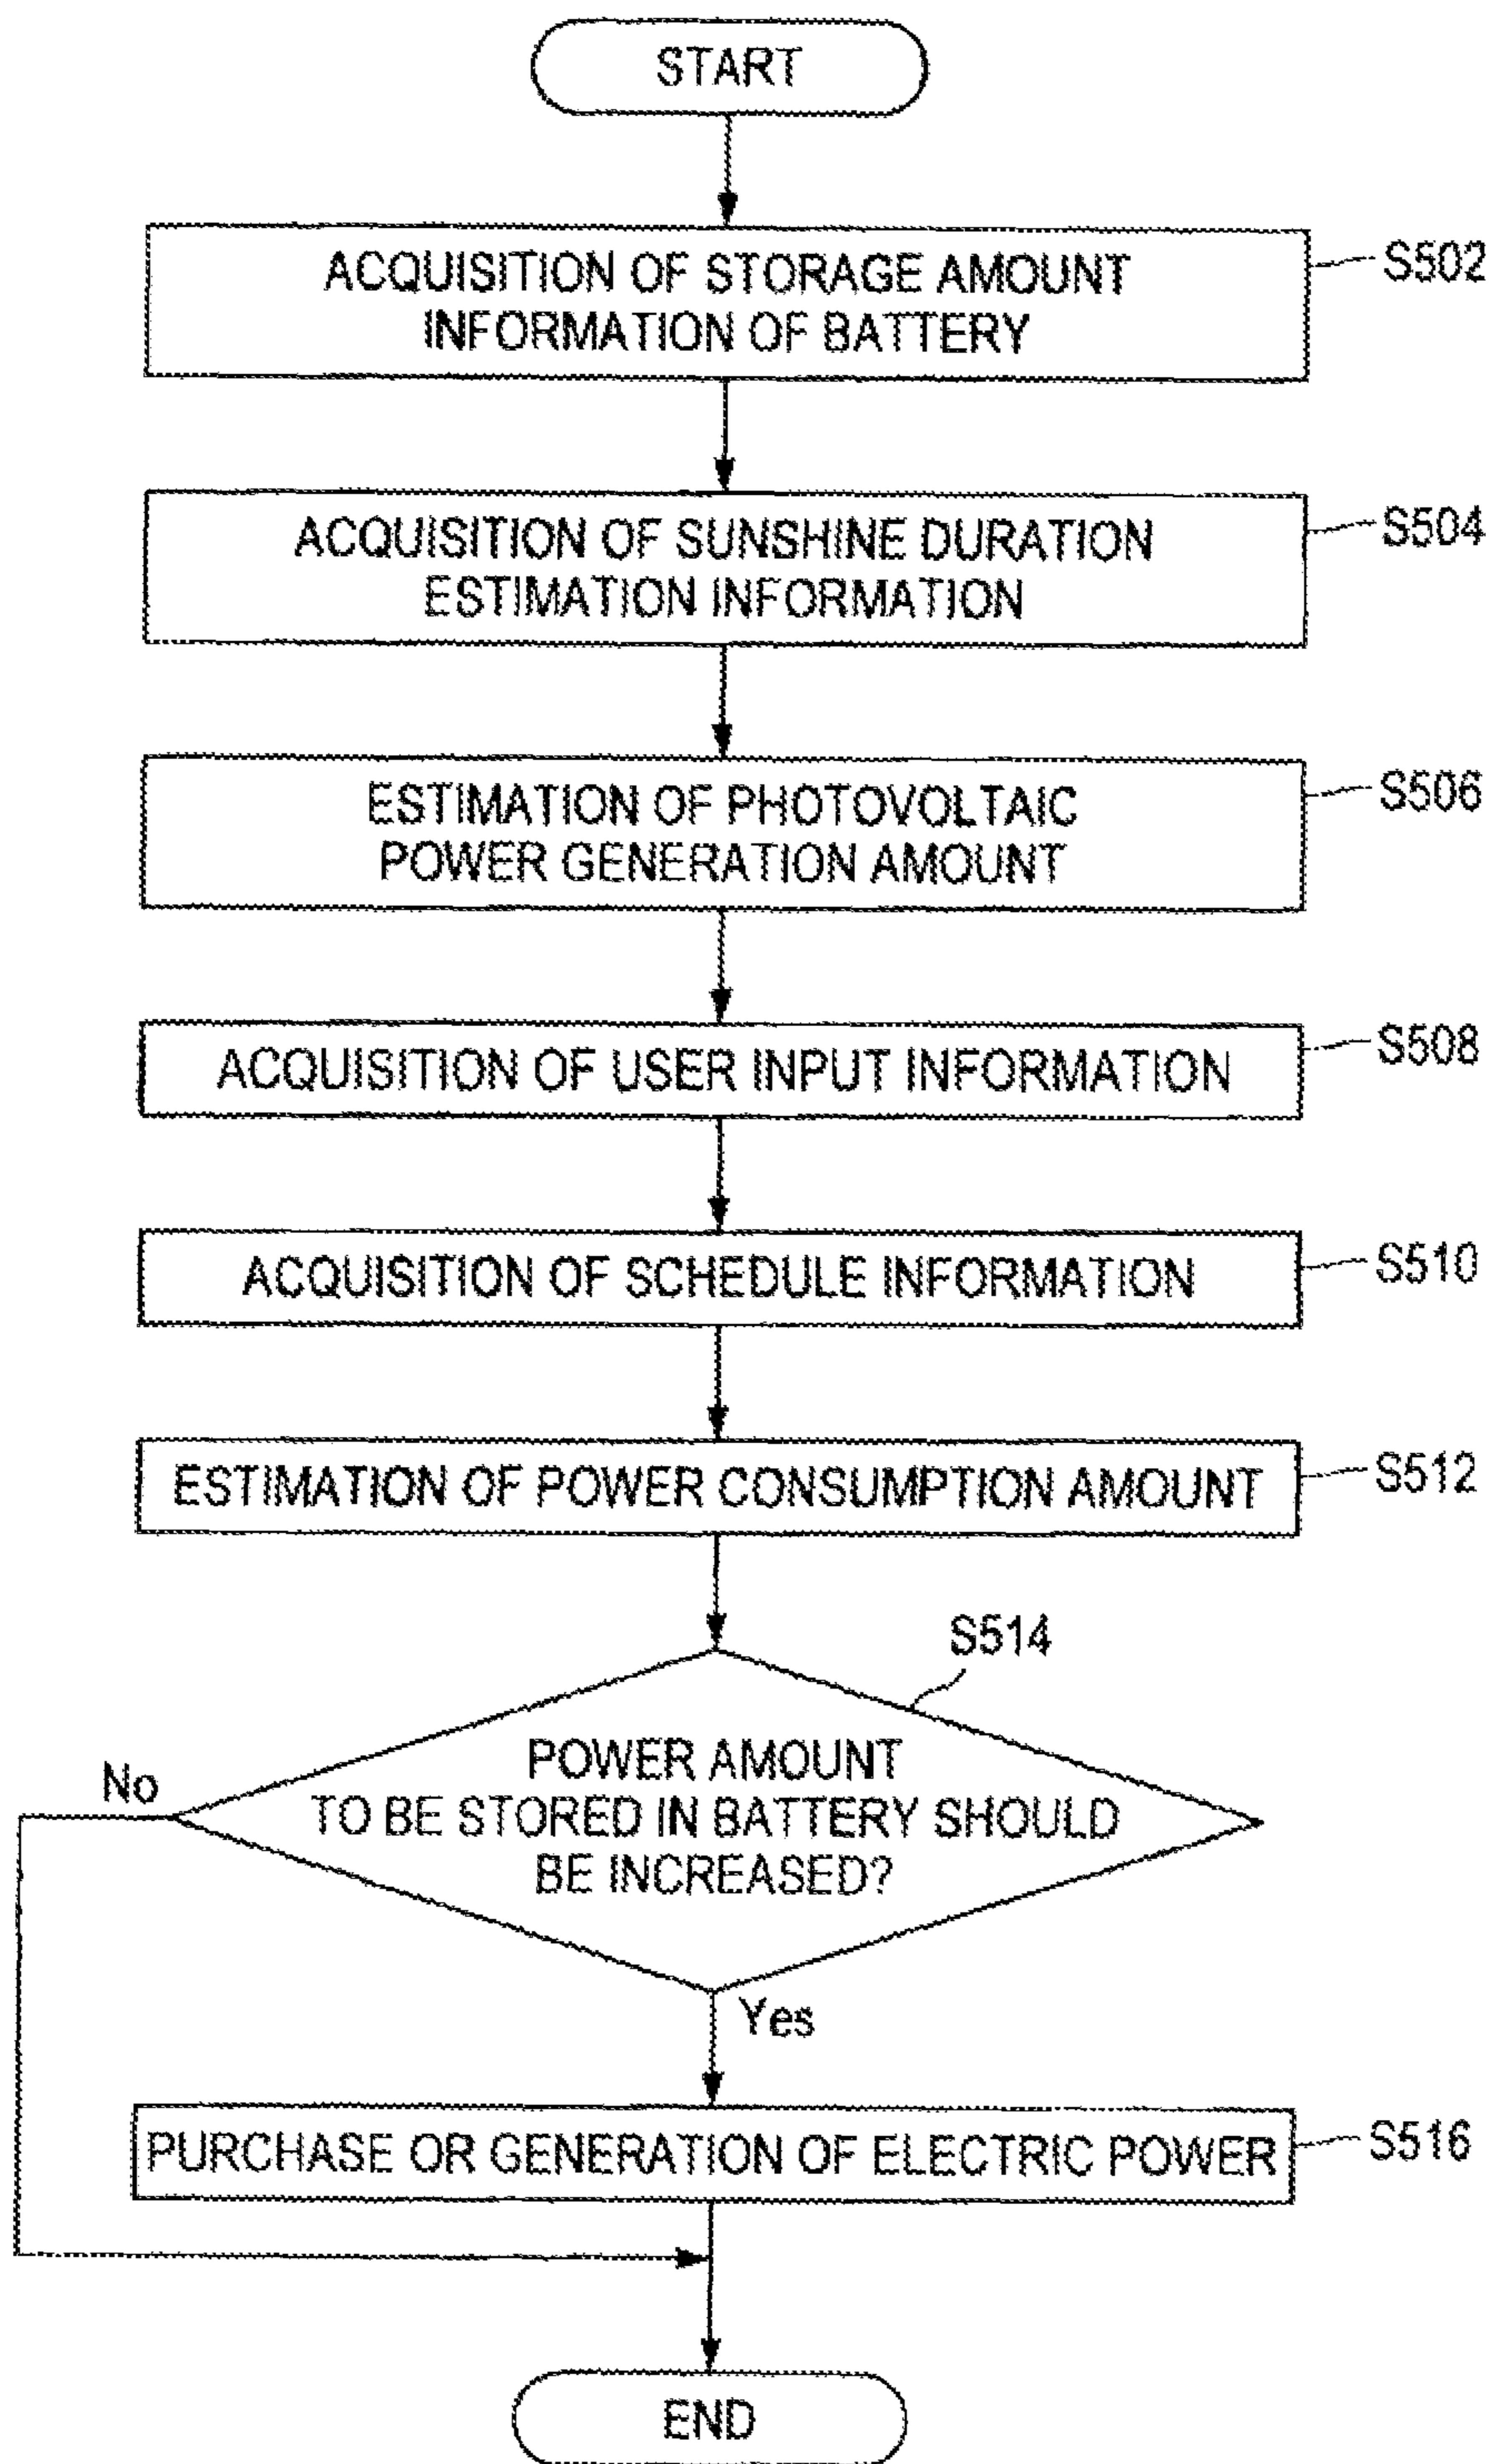 START
ACQUISITION OF STORAGE AMOUNT
INFORMATION OF BATTERY
S502
ACQUISITION OF SUNSHINE DURATION
ESTIMATION INFORMATION
S504
ESTIMATION OF PHOTOVOLTAIC
POWER GENERATION AMOUNT
S506
ACQUISITION OF USER INPUT INFORMATION
S508
ACQUISITION OF SCHEDULE INFORMATION
S510
ESTIMATION OF POWER CONSUMPTION AMOUNT
S512
S514
POWER AMOUNT
TO BE STORED IN BATTERY SHOULD
BE INCREASED?
No
Yes
PURCHASE OR GENERATION OF ELECTRIC POWER
S516
END